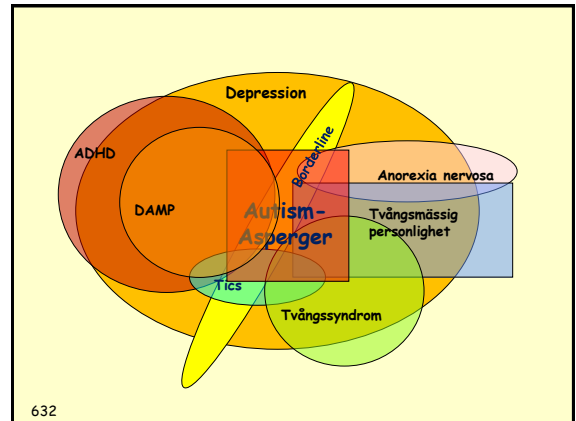 Depression
Borderline
ADHD
Anorexia nervosa
DAMP
Autism-
Asperger
Tvångsmässig
personlighet
Tics
Tvångssyndrom
632